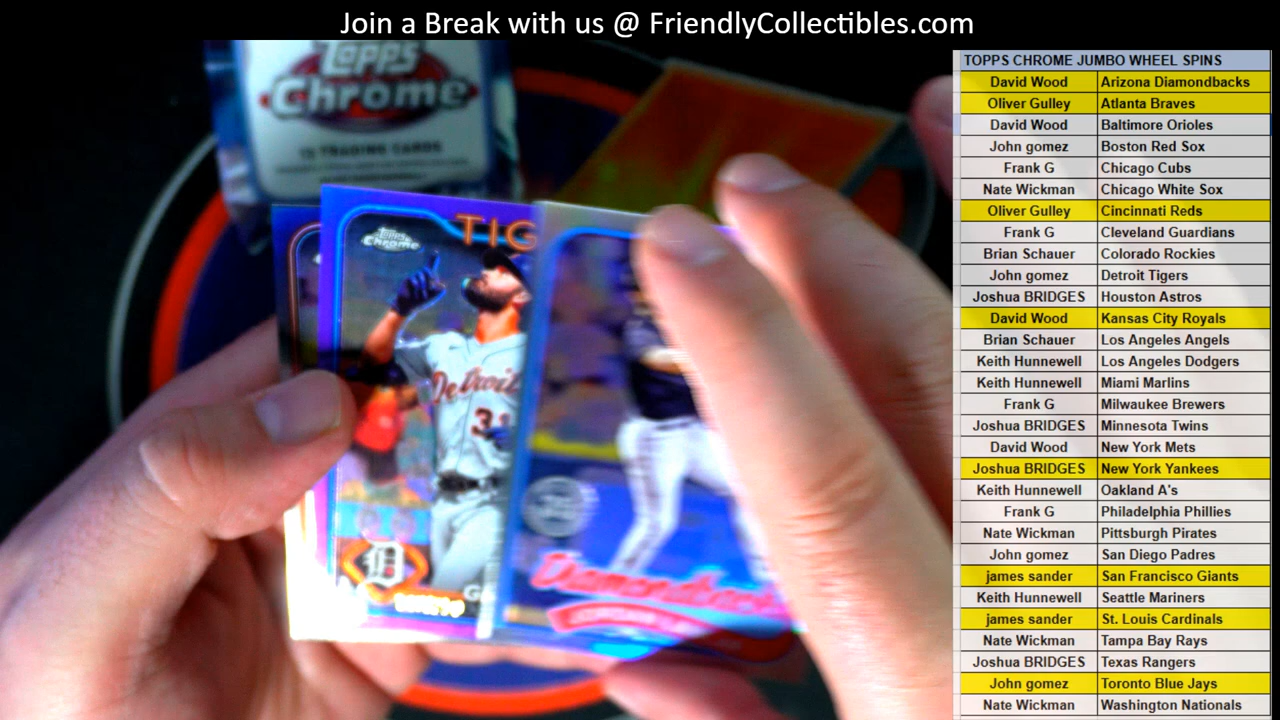 Join a Break with us @ FriendlyCollectibles.com
Topps
Chrome
TRADING CARDS
Topps
Chrome
TIG
Detroit
31
D
Diamondbacks
TOPPS CHROME JUMBO WHEEL SPINS
David Wood Arizona Diamondbacks
Oliver Gulley Atlanta Braves
David Wood Baltimore Orioles
John gomez Boston Red Sox
Frank G Chicago Cubs
Nate Wickman Chicago White Sox
Oliver Gulley Cincinnati Reds
Frank G Cleveland Guardians
Brian Schauer Colorado Rockies
John gomez Detroit Tigers
Joshua BRIDGES Houston Astros
David Wood Kansas City Royals
Brian Schauer Los Angeles Angels
Keith Hunnewell Los Angeles Dodgers
Keith Hunnewell Miami Marlins
Frank G Milwaukee Brewers
Joshua BRIDGES Minnesota Twins
David Wood New York Mets
Joshua BRIDGES New York Yankees
Keith Hunnewell Oakland A's
Frank G Philadelphia Phillies
Nate Wickman Pittsburgh Pirates
John gomez San Diego Padres
james sander San Francisco Giants
Keith Hunnewell Seattle Mariners
james sander St. Louis Cardinals
Nate Wickman Tampa Bay Rays
Joshua BRIDGES Texas Rangers
John gomez Toronto Blue Jays
Nate Wickman Washington Nationals